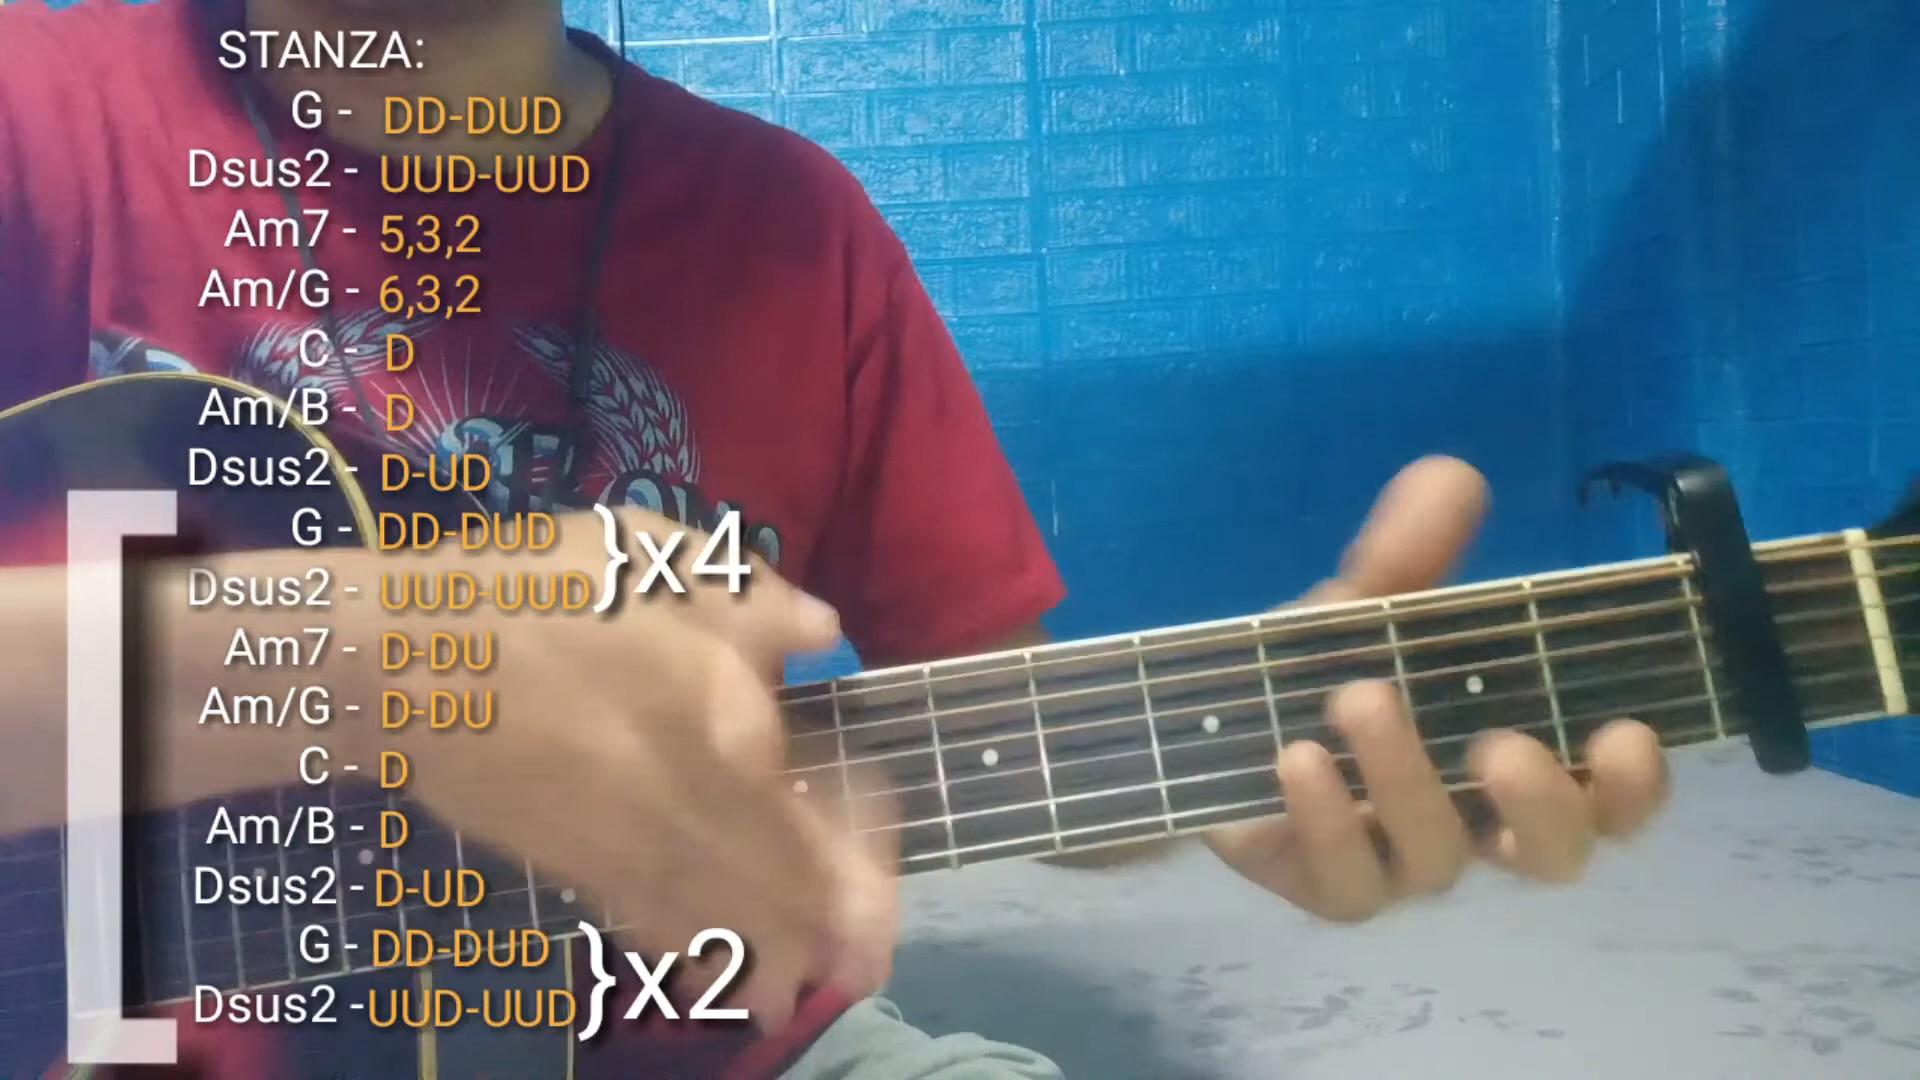 STANZA:
G - DD-DUD
Dsus2 - UUD-UUD
Am7 - 5,3,2
Am/G - 6,3,2
C - D
Am/B - D
Dsus2 - D-UD
G - DD-DUD
Dsus2 - UUD-UUD
}x4
Am7 - D-DU
Am/G - D-DU
C - D
Am/B - D
Dsus2 - D-UD
G - DD-DUD
Dsus2 -UUD-UUD
}x2